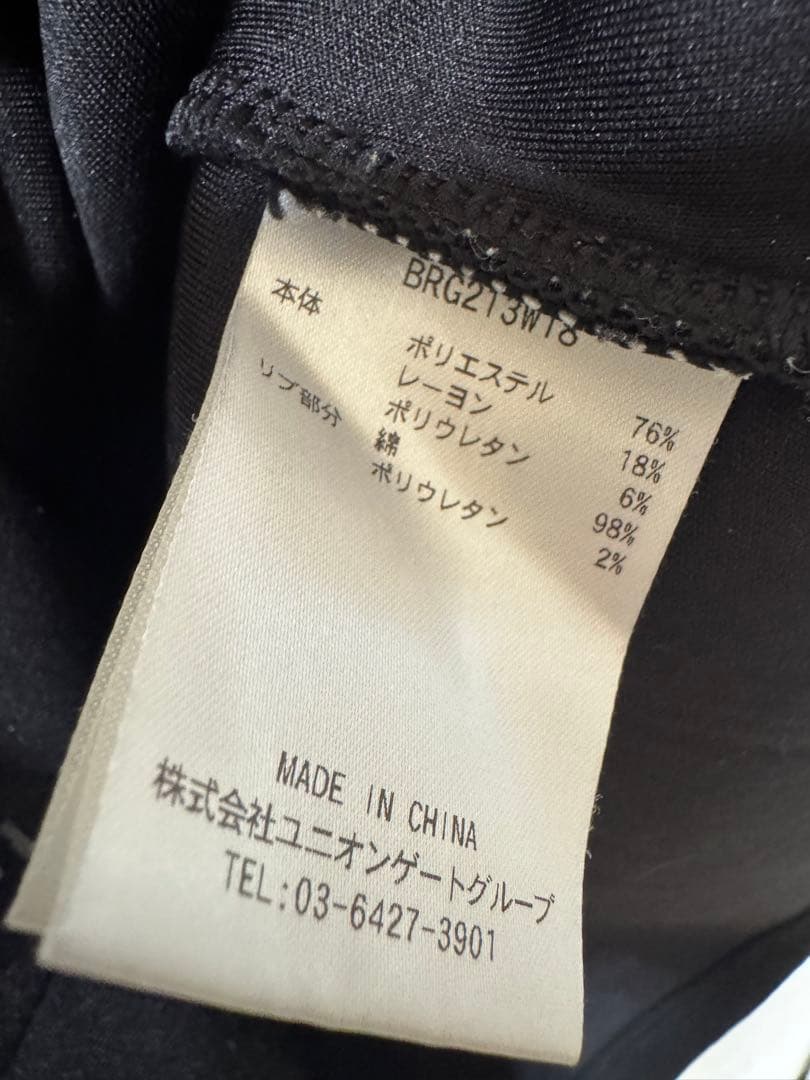 BRG213W18
本体 ポリエステル 76%
レーヨン 18%
ポリウレタン 6%
リブ部分 綿 98%
ポリウレタン 2%
MADE IN CHINA
株式会社ユニオンゲートグループ
TEL:03-6427-3901